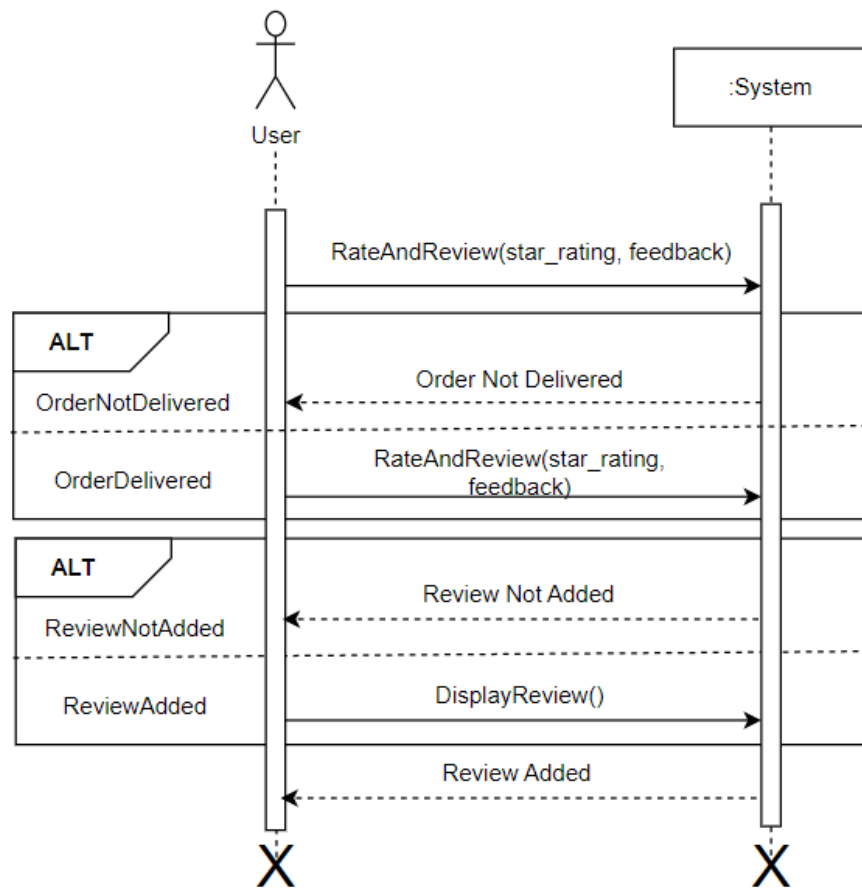 :System
User
RateAndReview(star_rating, feedback)
ALT
Order Not Delivered
OrderNotDelivered
RateAndReview(star_rating,
feedback)
OrderDelivered
ALT
Review Not Added
ReviewNotAdded
DisplayReview()
ReviewAdded
Review Added
X X